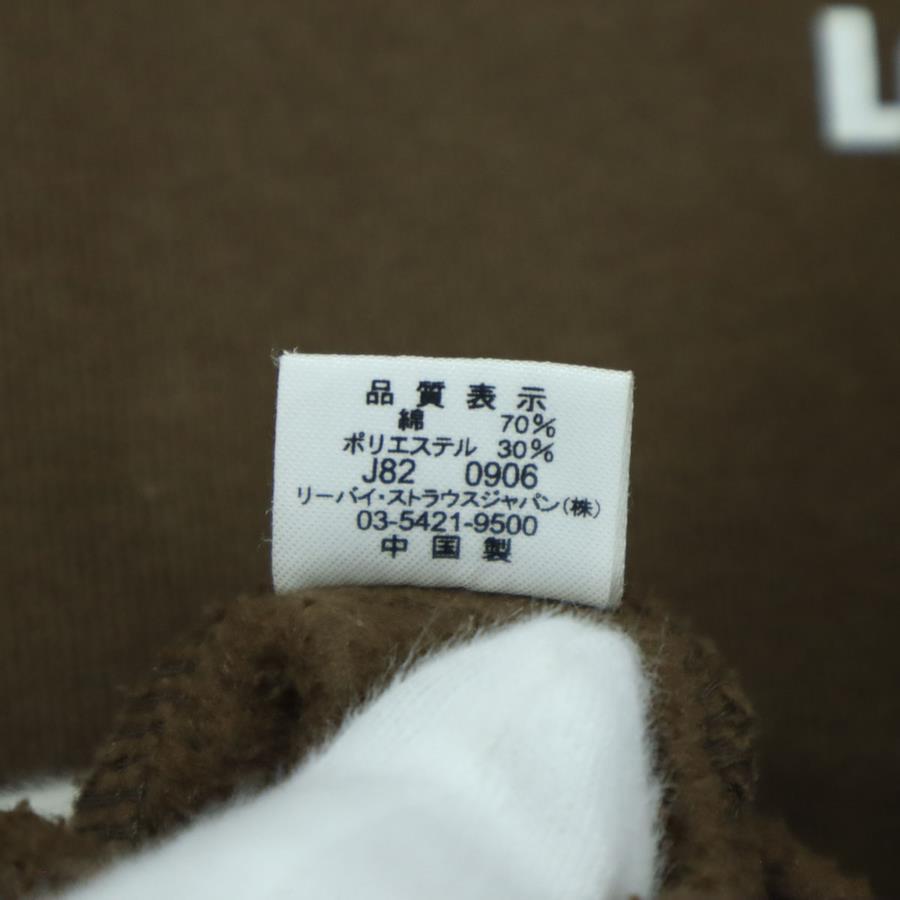 L
品質表示
綿 70%
ポリエステル 30%
J82 0906
リーバイ・ストラウスジャパン(株)
03-5421-9500
中国製